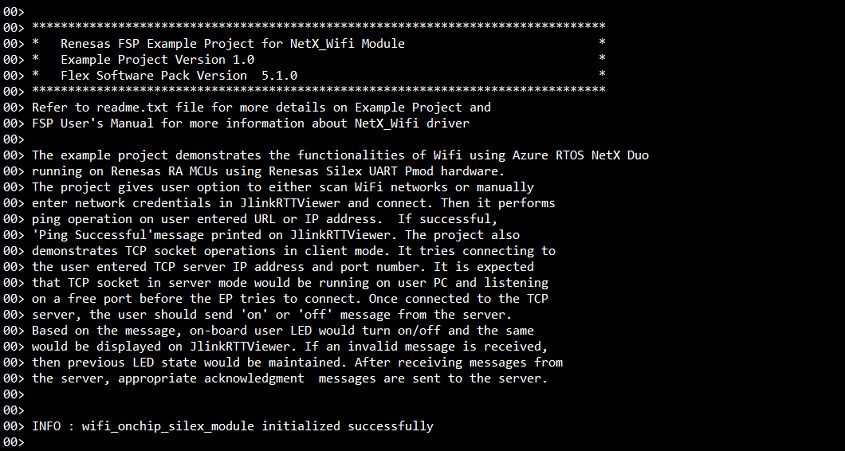 00>
00> ********************************************************************************
00> *   Renesas FSP Example Project for NetX_Wifi Module                           *
00> *   Example Project Version 1.0                                                *
00> *   Flex Software Pack Version  5.1.0                                          *
00> ********************************************************************************
00> Refer to readme.txt file for more details on Example Project and
00> FSP User's Manual for more information about NetX_Wifi driver
00>
00> The example project demonstrates the functionalities of Wifi using Azure RTOS NetX Duo
00> running on Renesas RA MCUs using Renesas Silex UART Pmod hardware.
00> The project gives user option to either scan WiFi networks or manually
00> enter network credentials in JlinkRTTViewer and connect. Then it performs
00> ping operation on user entered URL or IP address.  If successful,
00> 'Ping Successful'message printed on JlinkRTTViewer. The project also
00> demonstrates TCP socket operations in client mode. It tries connecting to
00> the user entered TCP server IP address and port number. It is expected
00> that TCP socket in server mode would be running on user PC and listening
00> on a free port before the EP tries to connect. Once connected to the TCP
00> server, the user should send 'on' or 'off' message from the server.
00> Based on the message, on-board user LED would turn on/off and the same
00> would be displayed on JlinkRTTViewer. If an invalid message is received,
00> then previous LED state would be maintained. After receiving messages from
00> the server, appropriate acknowledgment  messages are sent to the server.
00>
00>
00> INFO : wifi_onchip_silex_module initialized successfully
00>